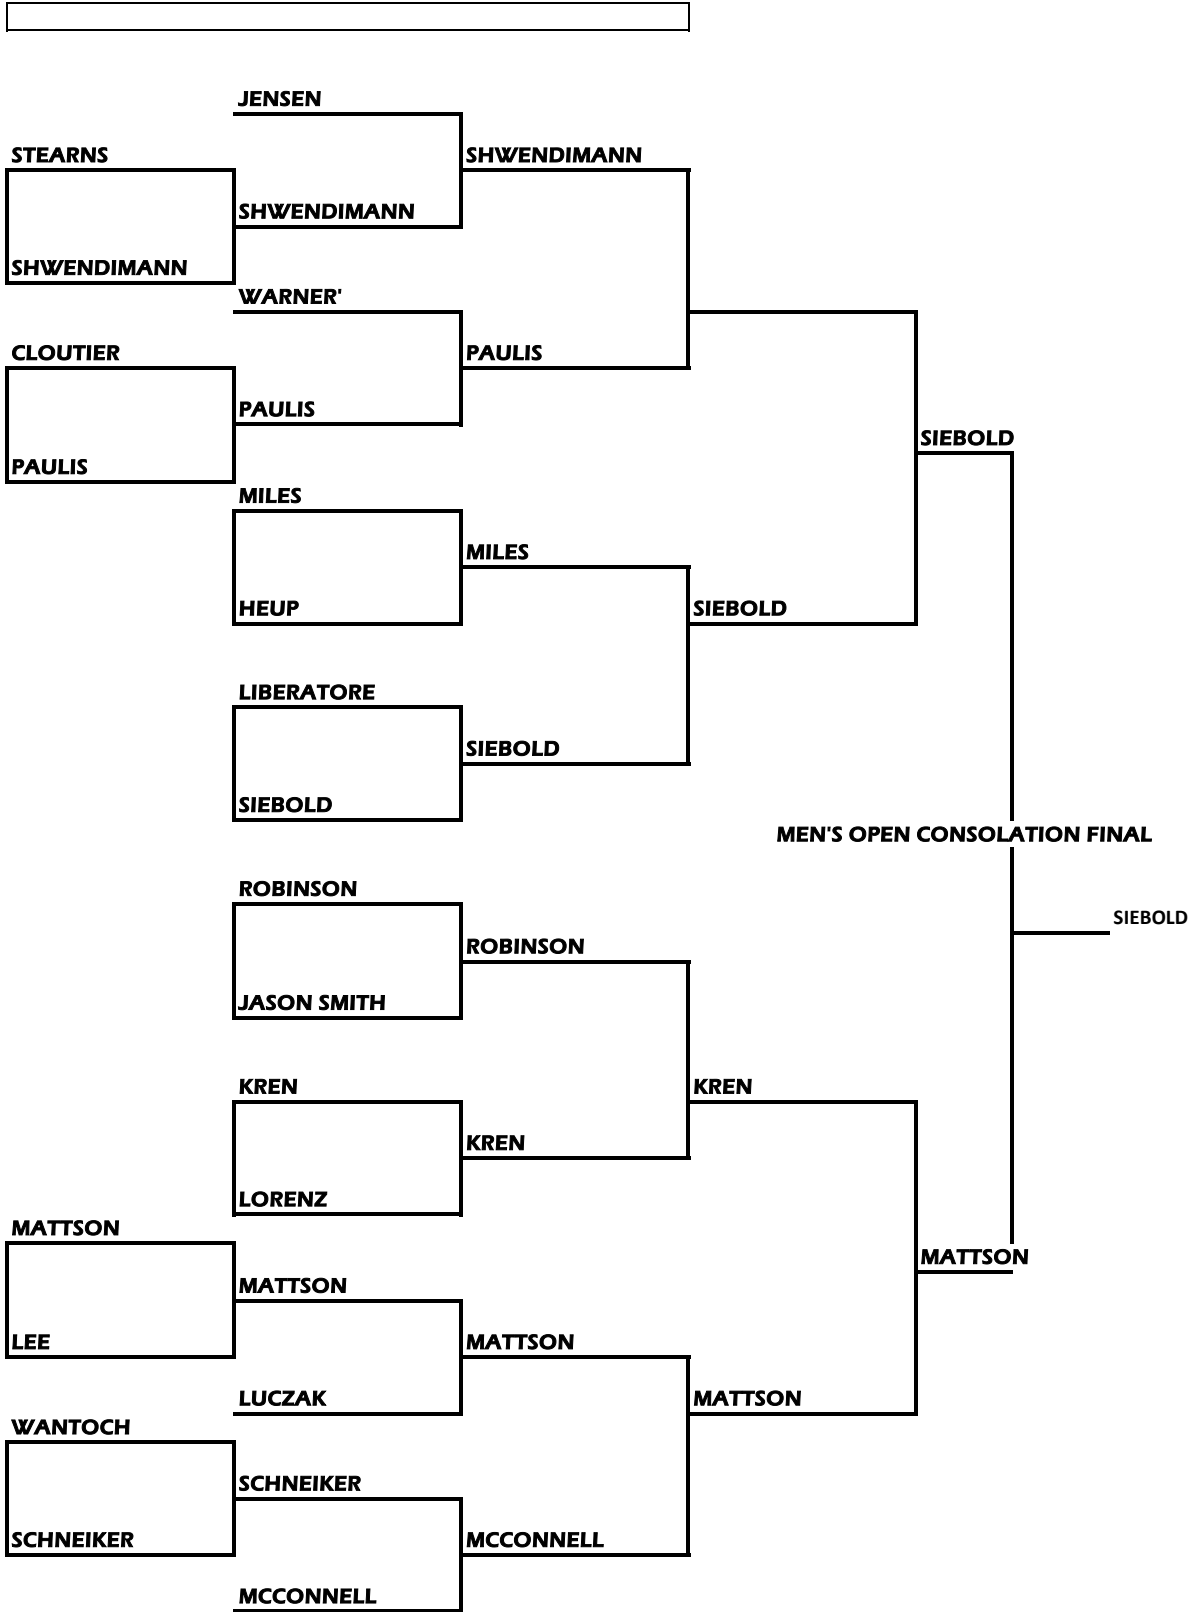 JENSEN
STEARNS
SHWENDIMANN
SHWENDIMANN
SHWENDIMANN
WARNER'
CLOUTIER
PAULIS
PAULIS
SIEBOLD
PAULIS
MILES
MILES
HEUP
SIEBOLD
LIBERATORE
SIEBOLD
SIEBOLD
MEN'S OPEN CONSOLATION FINAL
ROBINSON
SIEBOLD
ROBINSON
JASON SMITH
KREN
KREN
KREN
LORENZ
MATTSON
MATTSON
MATTSON
LEE
MATTSON
LUCZAK
MATTSON
WANTOCH
SCHNEIKER
SCHNEIKER
MCCONNELL
MCCONNELL